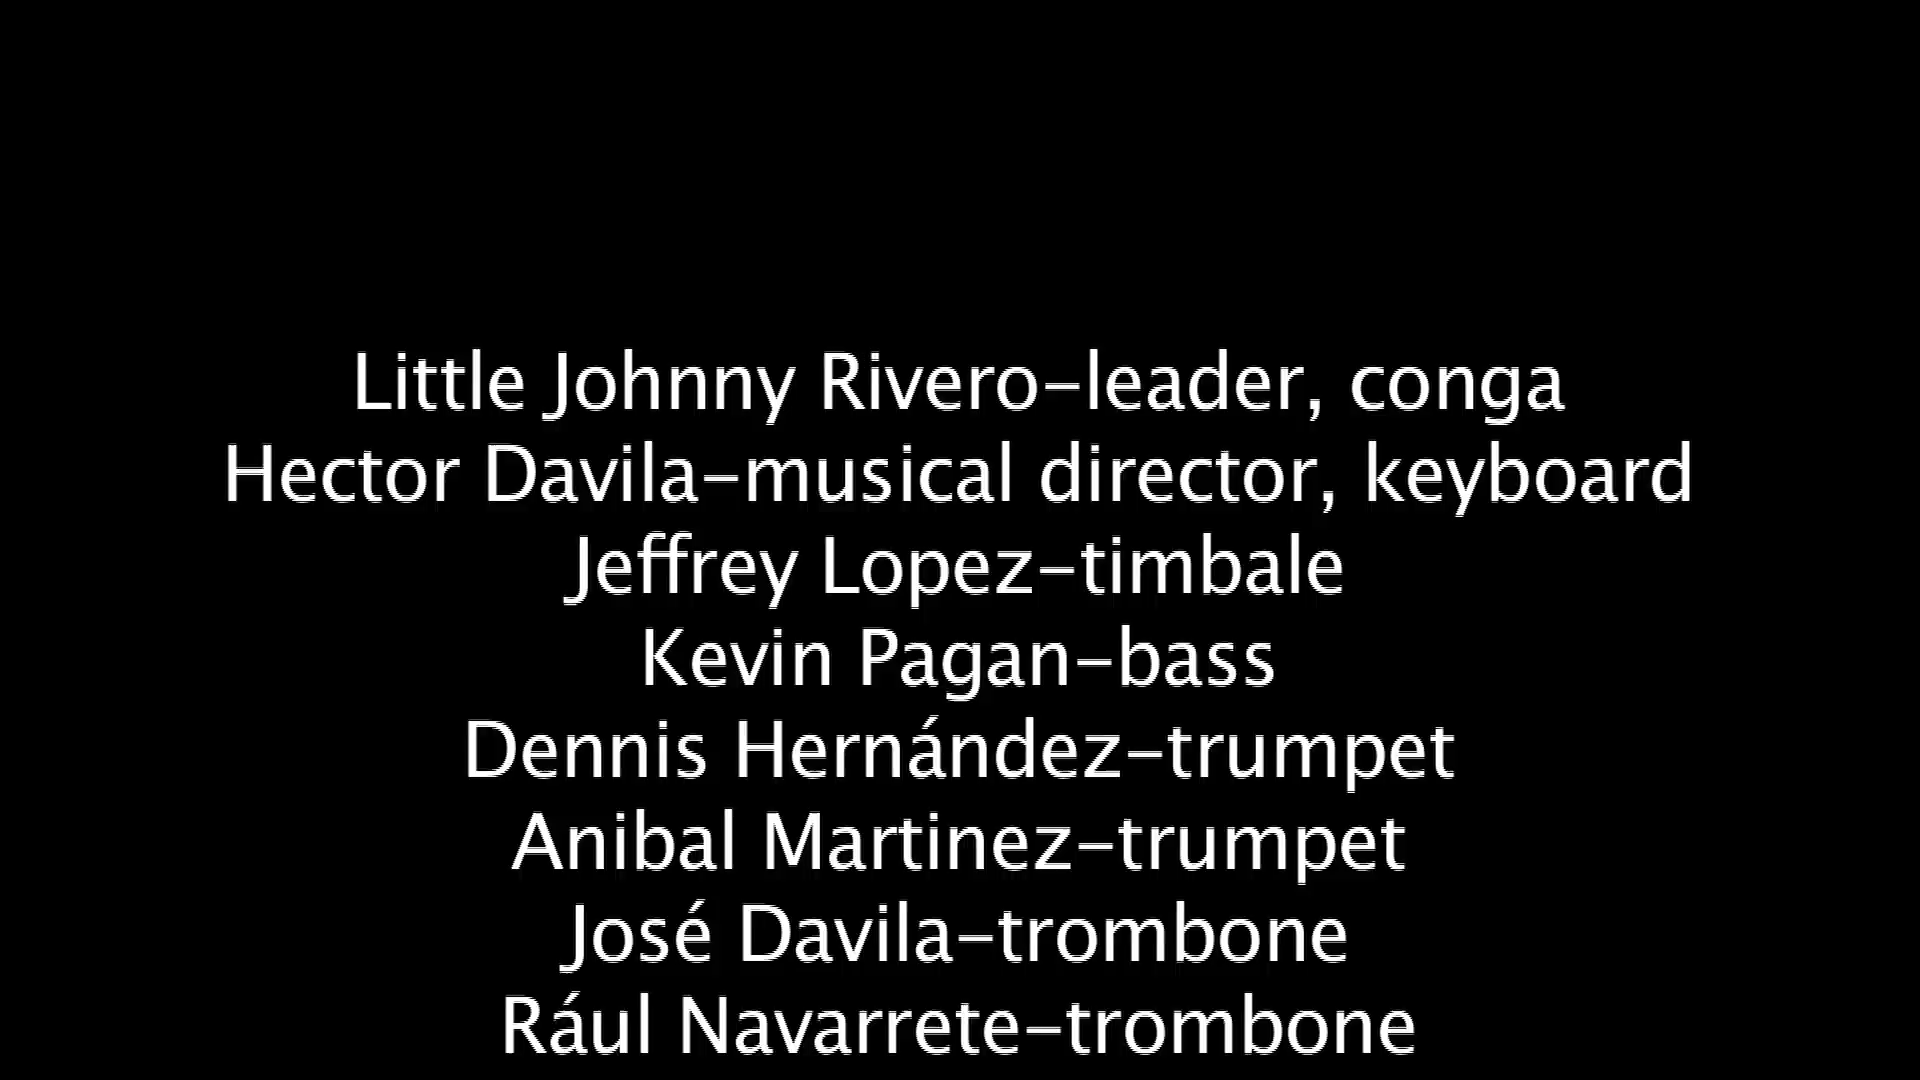 Little Johnny Rivero-leader, conga
Hector Davila-musical director, keyboard
Jeffrey Lopez-timbale
Kevin Pagan-bass
Dennis Hernández-trumpet
Anibal Martinez-trumpet
José Davila-trombone
Rául Navarrete-trombone